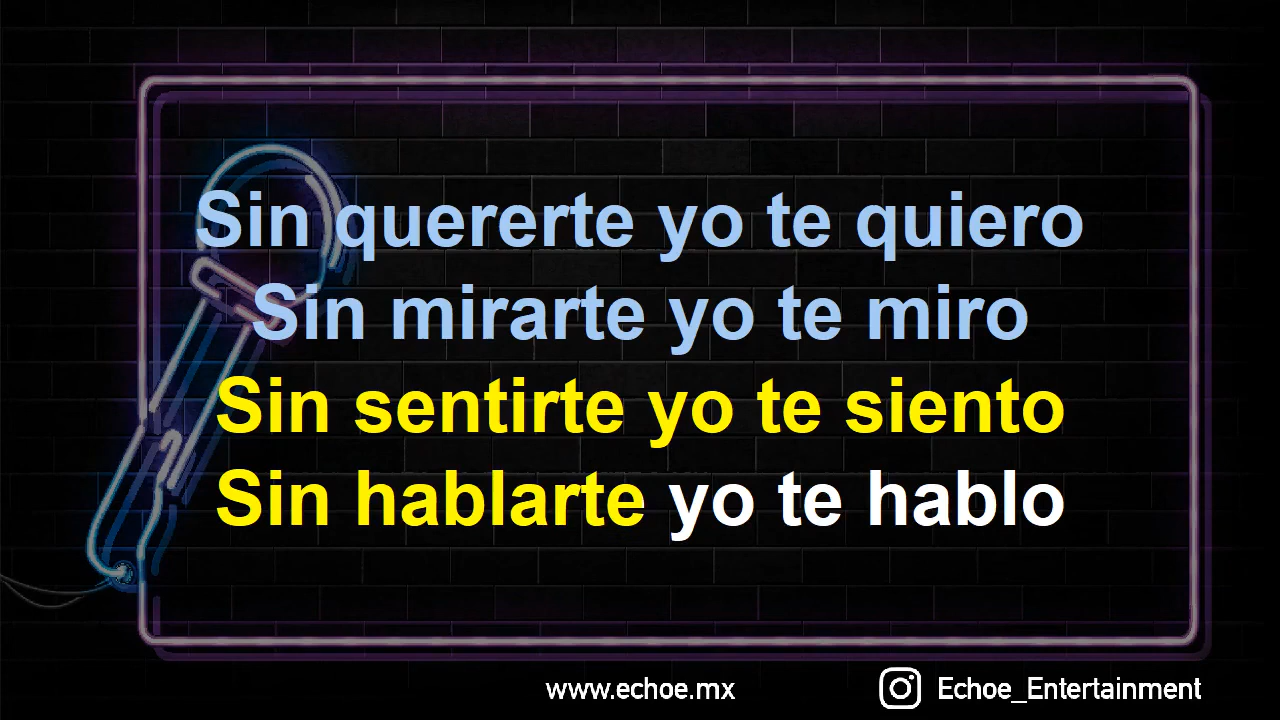 Sin quererte yo te quiero
Sin mirarte yo te miro
Sin sentirte yo te siento
Sin hablarte yo te hablo
www.echoe.mx
Echoe_Entertainment